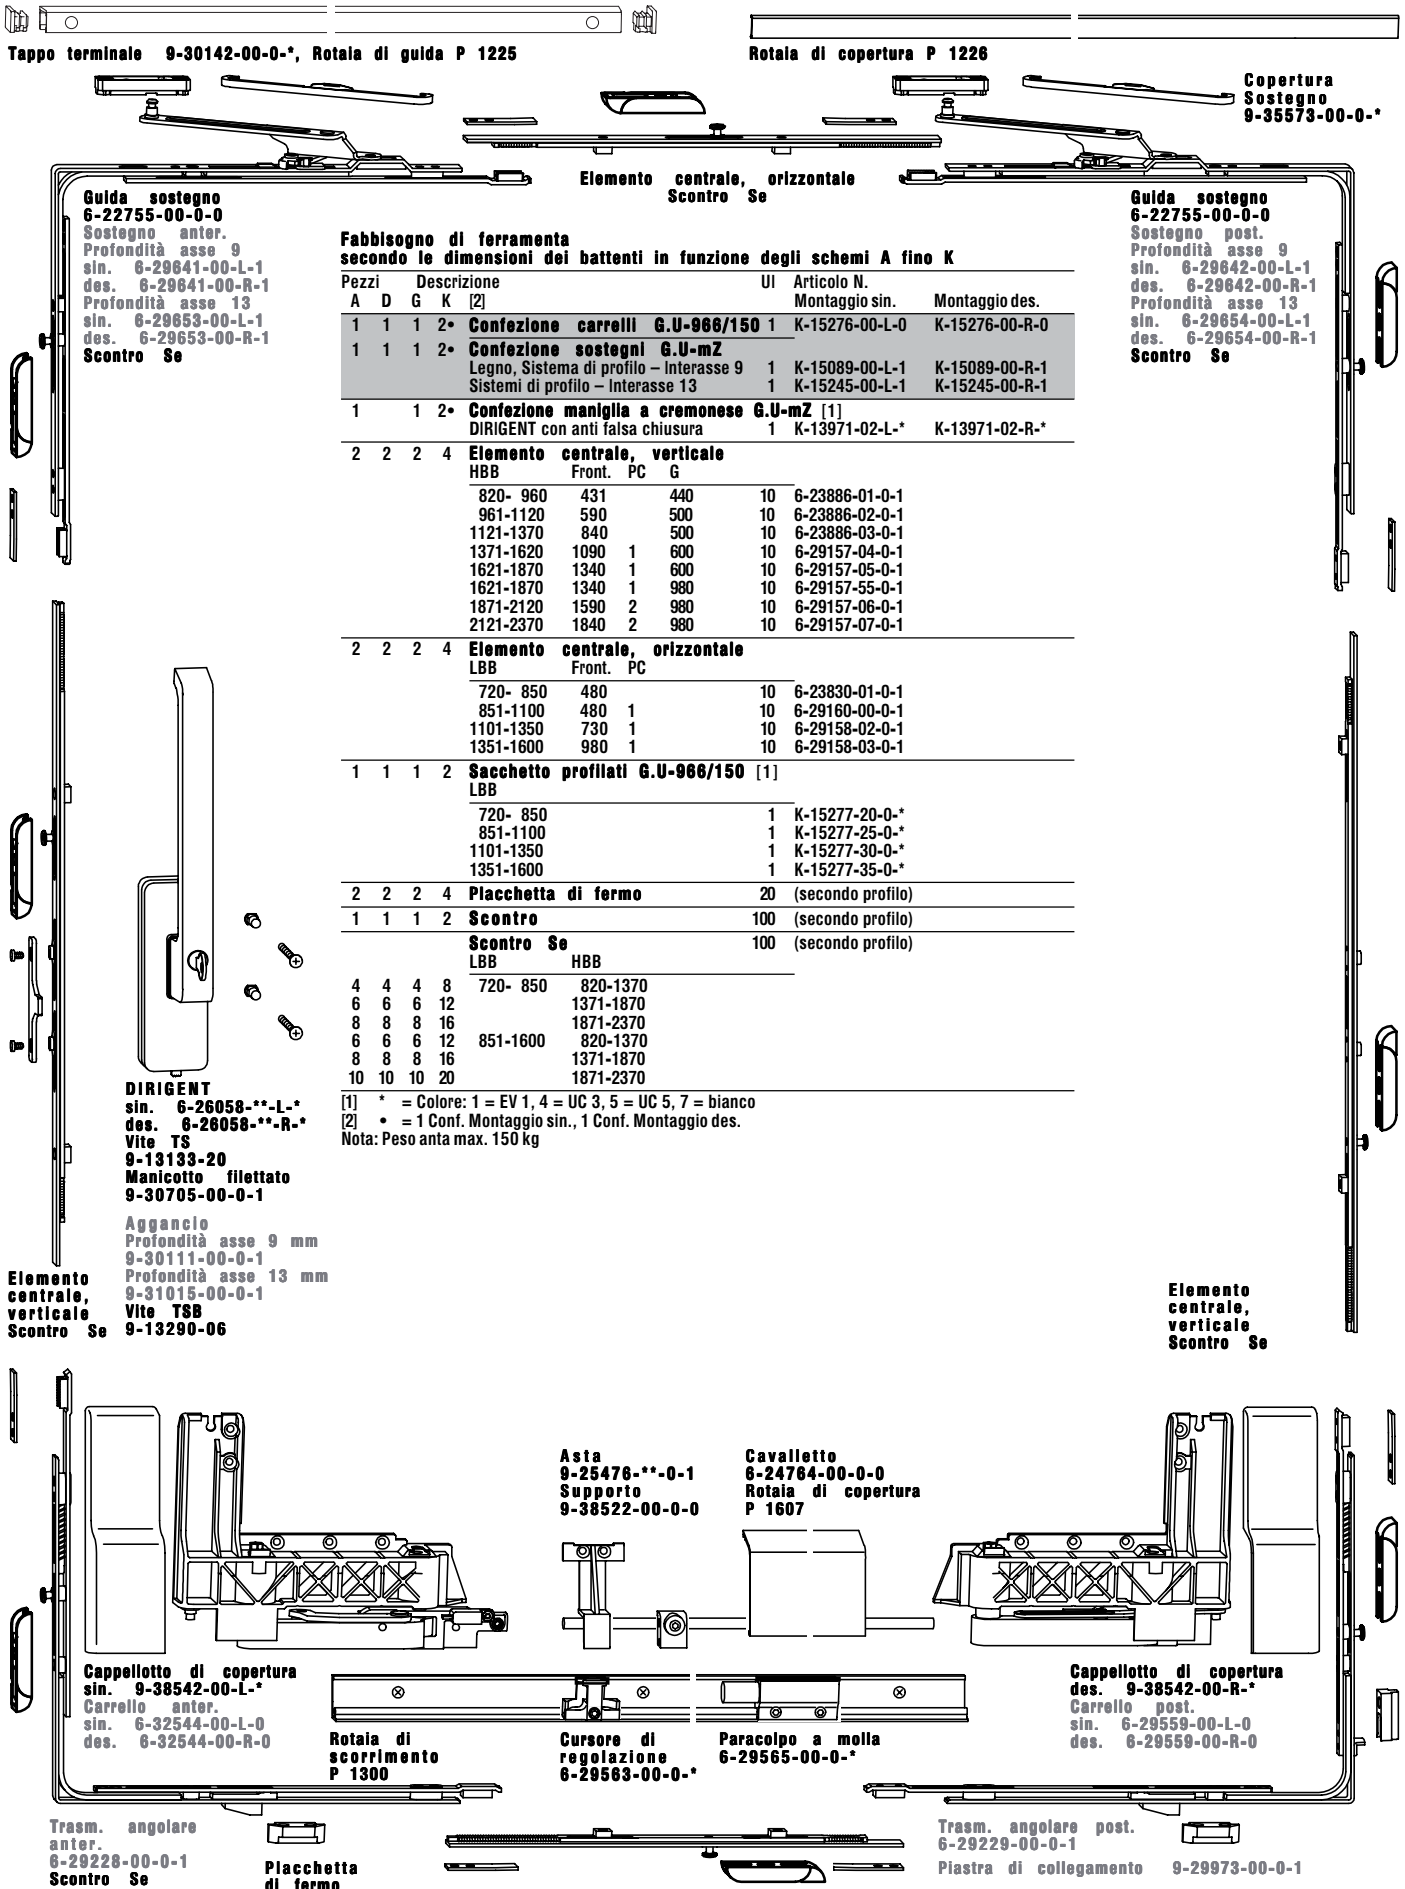 Tappo terminale 9-30142-00-0-*, Rotaia di guida P 1225
Rotaia di copertura P 1226
Copertura
Sostegno
9-35573-00-0-*
Elemento centrale, orizzontale
Scontro Se
Guida sostegno
6-22755-00-0-0
Sostegno anter.
Profondità asse 9
sin. 6-29641-00-L-1
des. 6-29641-00-R-1
Profondità asse 13
sin. 6-29653-00-L-1
des. 6-29653-00-R-1
Scontro Se
Guida sostegno
6-22755-00-0-0
Sostegno post.
Profondità asse 9
sin. 6-29642-00-L-1
des. 6-29642-00-R-1
Profondità asse 13
sin. 6-29654-00-L-1
des. 6-29654-00-R-1
Scontro Se
Fabbisogno di ferramenta
secondo le dimensioni dei battenti in funzione degli schemi A fino K
Pezzi Descrizione UI Articolo N.
A D G K [2] Montaggio sin. Montaggio des.
1 1 1 2• Confezione carrelli G.U-966/150 1 K-15276-00-L-0 K-15276-00-R-0
1 1 1 2• Confezione sostegni G.U-mZ
Legno, Sistema di profilo – Interasse 9 1 K-15089-00-L-1 K-15089-00-R-1
Sistemi di profilo – Interasse 13 1 K-15245-00-L-1 K-15245-00-R-1
1 1 2• Confezione maniglia a cremonese G.U-mZ [1]
DIRIGENT con anti falsa chiusura 1 K-13971-02-L-* K-13971-02-R-*
2 2 2 4 Elemento centrale, verticale
HBB Front. PC G
820- 960 431 440 10 6-23886-01-0-1
961-1120 590 500 10 6-23886-02-0-1
1121-1370 840 500 10 6-23886-03-0-1
1371-1620 1090 1 600 10 6-29157-04-0-1
1621-1870 1340 1 600 10 6-29157-05-0-1
1621-1870 1340 1 980 10 6-29157-55-0-1
1871-2120 1590 2 980 10 6-29157-06-0-1
2121-2370 1840 2 980 10 6-29157-07-0-1
2 2 2 4 Elemento centrale, orizzontale
LBB Front. PC
720- 850 480 10 6-23830-01-0-1
851-1100 480 1 10 6-29160-00-0-1
1101-1350 730 1 10 6-29158-02-0-1
1351-1600 980 1 10 6-29158-03-0-1
1 1 1 2 Sacchetto profilati G.U-966/150 [1]
LBB
720- 850 1 K-15277-20-0-*
851-1100 1 K-15277-25-0-*
1101-1350 1 K-15277-30-0-*
1351-1600 1 K-15277-35-0-*
2 2 2 4 Placchetta di fermo 20 (secondo profilo)
1 1 1 2 Scontro 100 (secondo profilo)
Scontro Se 100 (secondo profilo)
LBB HBB
4 4 4 8 720- 850 820-1370
6 6 6 12 1371-1870
8 8 8 16 1871-2370
6 6 6 12 851-1600 820-1370
8 8 8 16 1371-1870
10 10 10 20 1871-2370
[1] * = Colore: 1 = EV 1, 4 = UC 3, 5 = UC 5, 7 = bianco
[2] • = 1 Conf. Montaggio sin., 1 Conf. Montaggio des.
Nota: Peso anta max. 150 kg
DIRIGENT
sin. 6-26058-**-L-*
des. 6-26058-**-R-*
Vite TS
9-13133-20
Manicotto filettato
9-30705-00-0-1
Aggancio
Profondità asse 9 mm
9-30111-00-0-1
Profondità asse 13 mm
9-31015-00-0-1
Vite TSB
9-13290-06
Elemento
centrale,
verticale
Scontro Se
Elemento
centrale,
verticale
Scontro Se
Asta
9-25476-**-0-1
Supporto
9-38522-00-0-0
Cavalletto
6-24764-00-0-0
Rotaia di copertura
P 1607
Cappellotto di copertura
sin. 9-38542-00-L-*
Carrello anter.
sin. 6-32544-00-L-0
des. 6-32544-00-R-0
Rotaia di
scorrimento
P 1300
Cursore di
regolazione
6-29563-00-0-*
Paracolpo a molla
6-29565-00-0-*
Cappellotto di copertura
des. 9-38542-00-R-*
Carrello post.
sin. 6-29559-00-L-0
des. 6-29559-00-R-0
Trasm. angolare
anter.
6-29228-00-0-1
Scontro Se
Placchetta
di fermo
Trasm. angolare post.
6-29229-00-0-1
Piastra di collegamento 9-29973-00-0-1